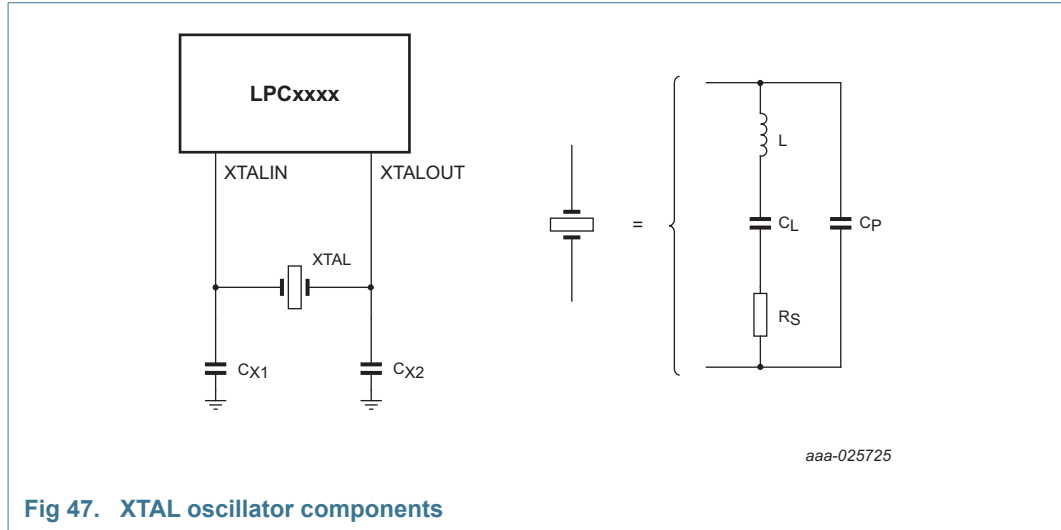 LPCxxxx
XTALIN
XTALOUT
XTAL
CX1
CX2
=
L
CL
CP
RS
aaa-025725
Fig 47. XTAL oscillator components